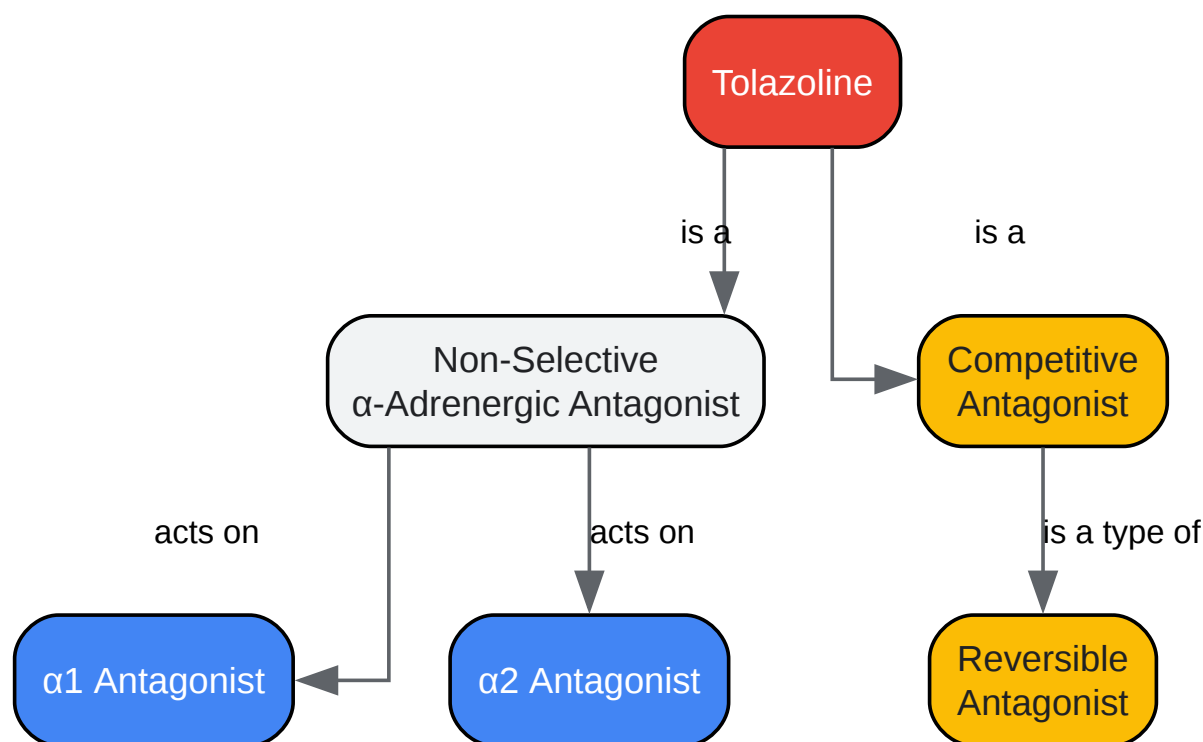 Tolazoline
is a
is a
Non-Selective
α-Adrenergic Antagonist
Competitive
Antagonist
acts on
acts on
is a type of
α1 Antagonist
α2 Antagonist
Reversible
Antagonist